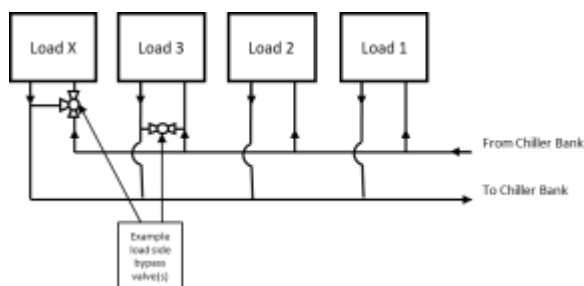 Load X
Load 3
Load 2
Load 1
From Chiller Bank
To Chiller Bank
Example
load side
bypass
valve(s)